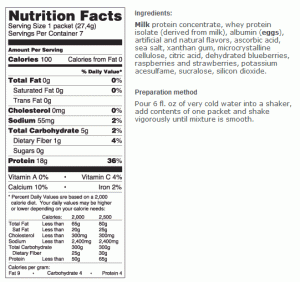 Nutrition Facts
Serving Size 1 packet (27,4g)
Servings Per Container 7
Amount Per Serving
Calories 100 Calories from Fat 0
% Daily Value*
Total Fat 0g 0%
Saturated Fat 0g 0%
Trans Fat 0g
Cholesterol 0mg 0%
Sodium 55mg 2%
Total Carbohydrate 5g 2%
Dietary Fiber 1g 4%
Sugars 0g
Protein 18g 36%
Vitamin A 0% • Vitamin C 4%
Calcium 10% • Iron 2%
* Percent Daily Values are based on a 2,000
calorie diet. Your daily values may be higher
or lower depending on your calorie needs:
Calories: 2,000 2,500
Total Fat Less than 65g 80g
Sat Fat Less than 20g 25g
Cholesterol Less than 300mg 300mg
Sodium Less than 2,400mg 2,400mg
Total Carbohydrate 300g 300g
Dietary Fiber 25g 30g
Protein Less than 50g 65g
Calories per gram:
Fat 9 • Carbohydrate 4 • Protein 4
Ingredients:
Milk protein concentrate, whey protein
isolate (derived from milk), albumin (eggs),
artificial and natural flavors, ascorbic acid,
sea salt, xanthan gum, microcrystalline
cellulose, citric acid, dehydrated blueberries,
raspberries and strawberries, potassium
acesulfame, sucralose, silicon dioxide.
Preparation method
Pour 6 fl. oz of very cold water into a shaker,
add contents of one packet and shake
vigorously until mixture is smooth.